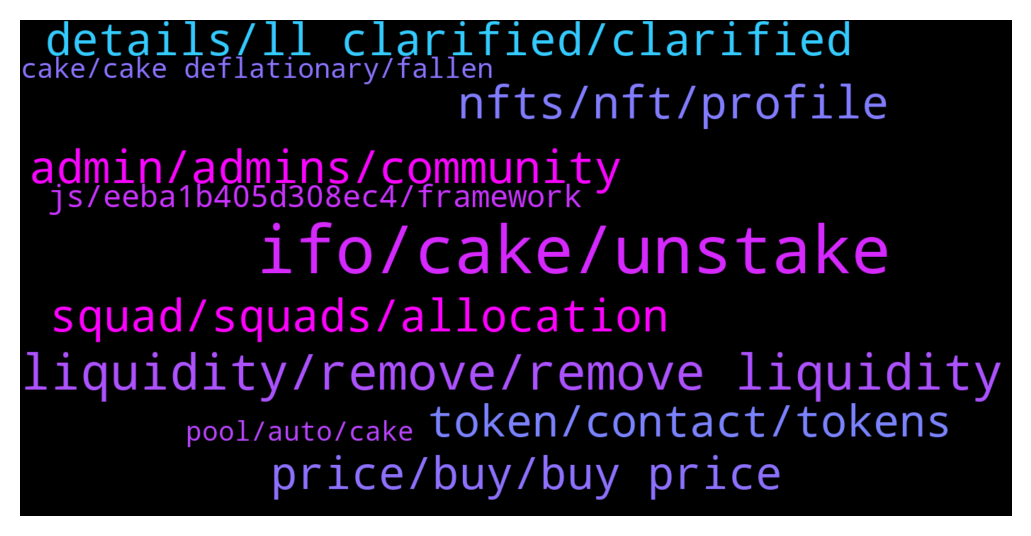 details/ll clarified/clarified
cake/cake deflationary/fallen
nfts/nft/profile
admin/admins/community
js/eeba1b405d308ec4/framework
ifo/cake/unstake
squad/squads/allocation
liquidity/remove/remove liquidity
token/contact/tokens
pool/auto/cake
price/buy/buy price